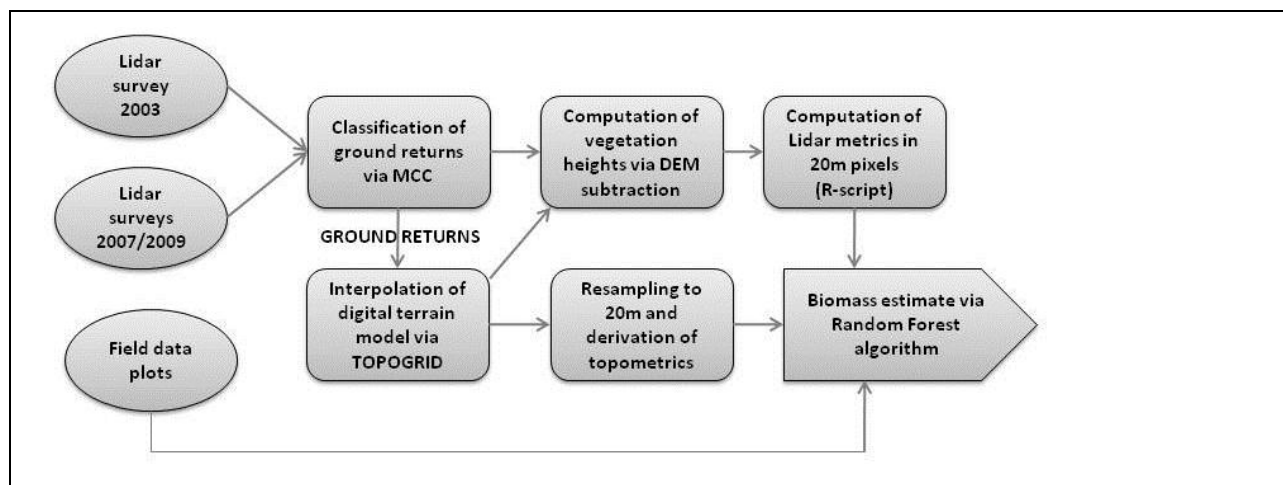 Lidar
survey
2003
Lidar
surveys
2007/2009
Field data
plots
Classification of
ground returns
via MCC
Computation of
vegetation
heights via DEM
subtraction
Computation of
Lidar metrics in
20m pixels
(R-script)
GROUND RETURNS
Interpolation of
digital terrain
model via
TOPOGRID
Resampling to
20m and
derivation of
topometrics
Biomass estimate via
Random Forest
algorithm